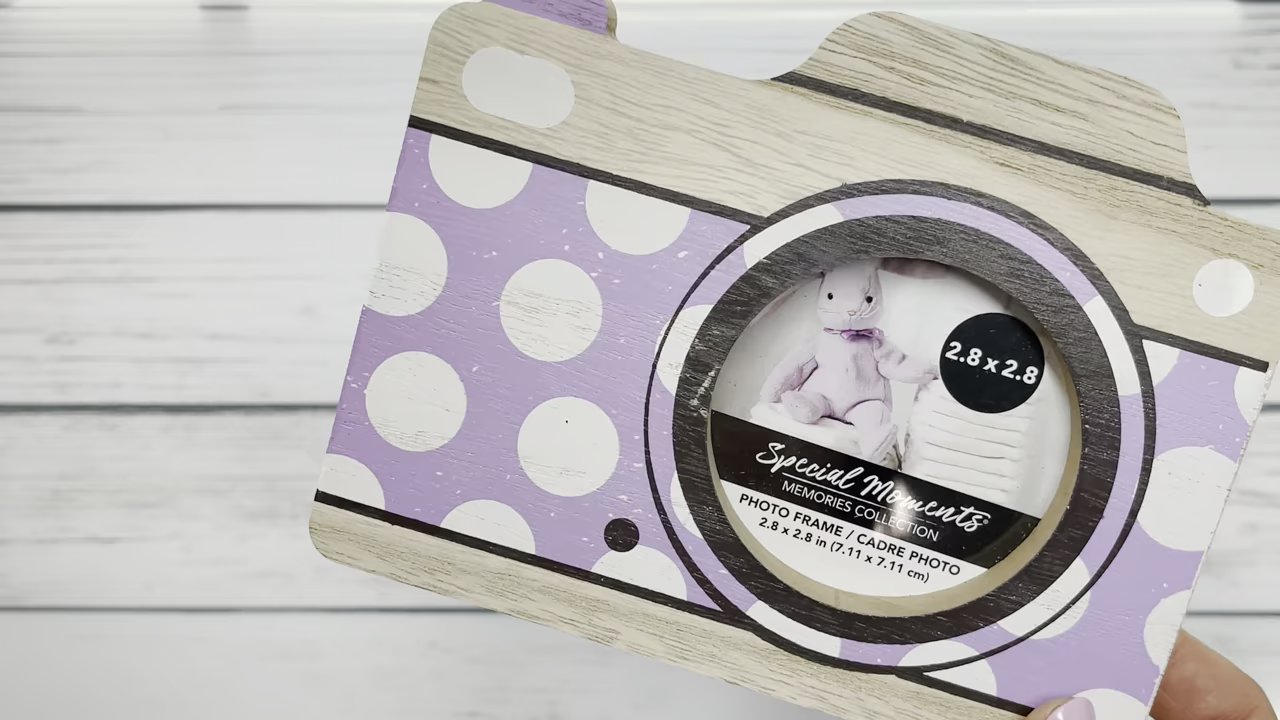 2.8 x 2.8
Special Moments®
MEMORIES COLLECTION
PHOTO FRAME / CADRE PHOTO
2.8 x 2.8 in (7.11 x 7.11 cm)